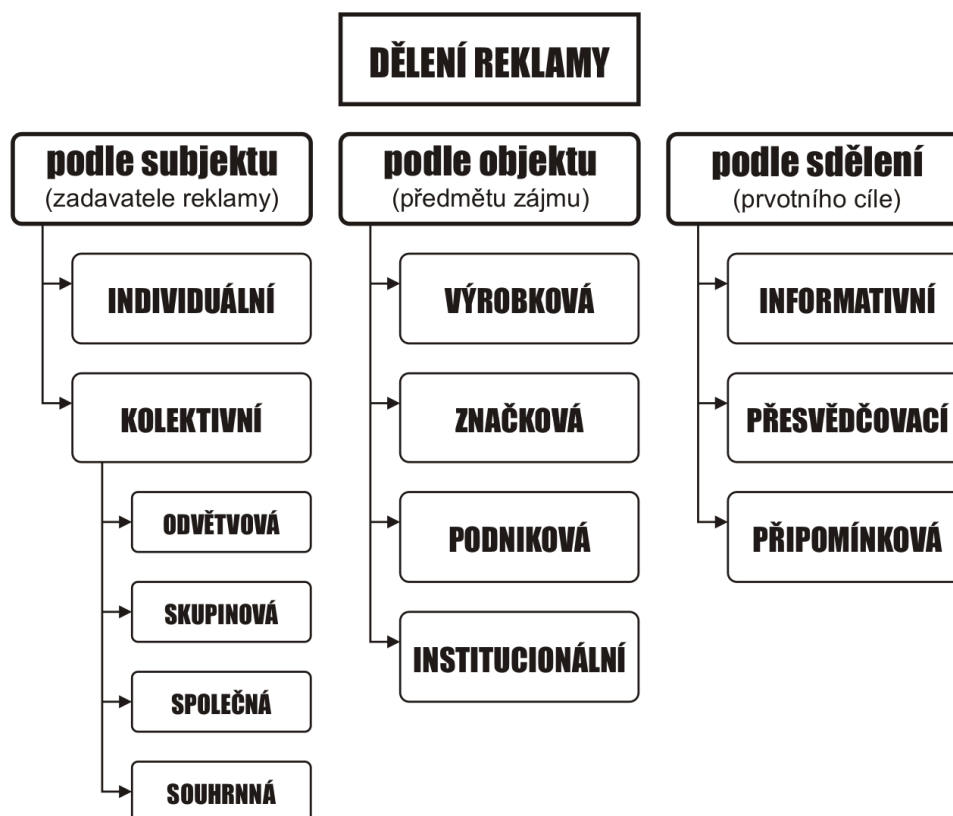 DĚLENÍ REKLAMY
podle subjektu
(zadavatele reklamy)
INDIVIDUÁLNÍ
KOLEKTIVNÍ
ODVĚTVOVÁ
SKUPINOVÁ
SPOLEČNÁ
SOUHRNNÁ
podle objektu
(předmětu zájmu)
VÝROBKOVÁ
ZNAČKOVÁ
PODNIKOVÁ
INSTITUCIONÁLNÍ
podle sdělení
(prvotního cíle)
INFORMATIVNÍ
PŘESVĚDČOVACÍ
PŘIPOMÍNKOVÁ